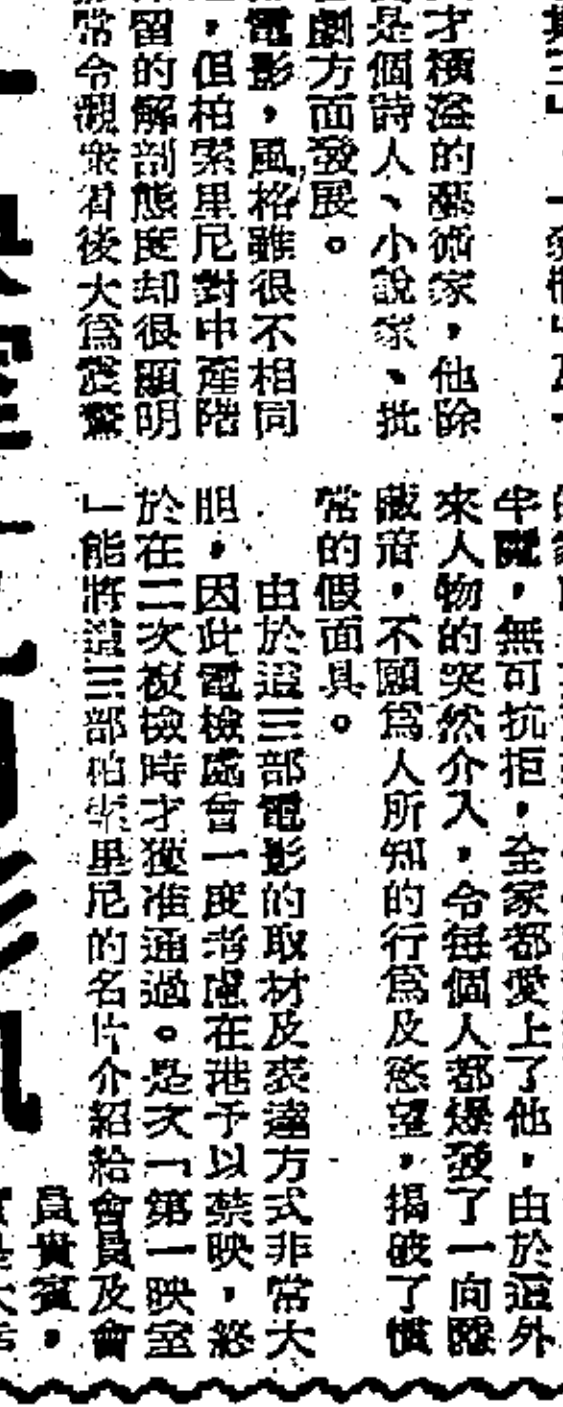 才橫溢的藝術家,他除
是個詩人、小說家、批
劇方面發展。
電影,風格雖很不相同
,但柏索里尼對中產階
留的解剖態度却很顯明
常令觀衆看後大爲震驚
牢籠,無可抗拒,全家都愛上了他,由於這外
來人物的突然介入,令每個人都爆發了一向隱
藏着,不願爲人所知的行爲及慾望,揭破了慣
常的假面具。
由於這三部電影的取材及表達方式非常大
胆,因此電檢處會一度考慮在港予以禁映,終
於在二次複檢時才獲准通過。是次「第一映室
」能將這三部柏索里尼的名片介紹給會員及會
員貴賓,